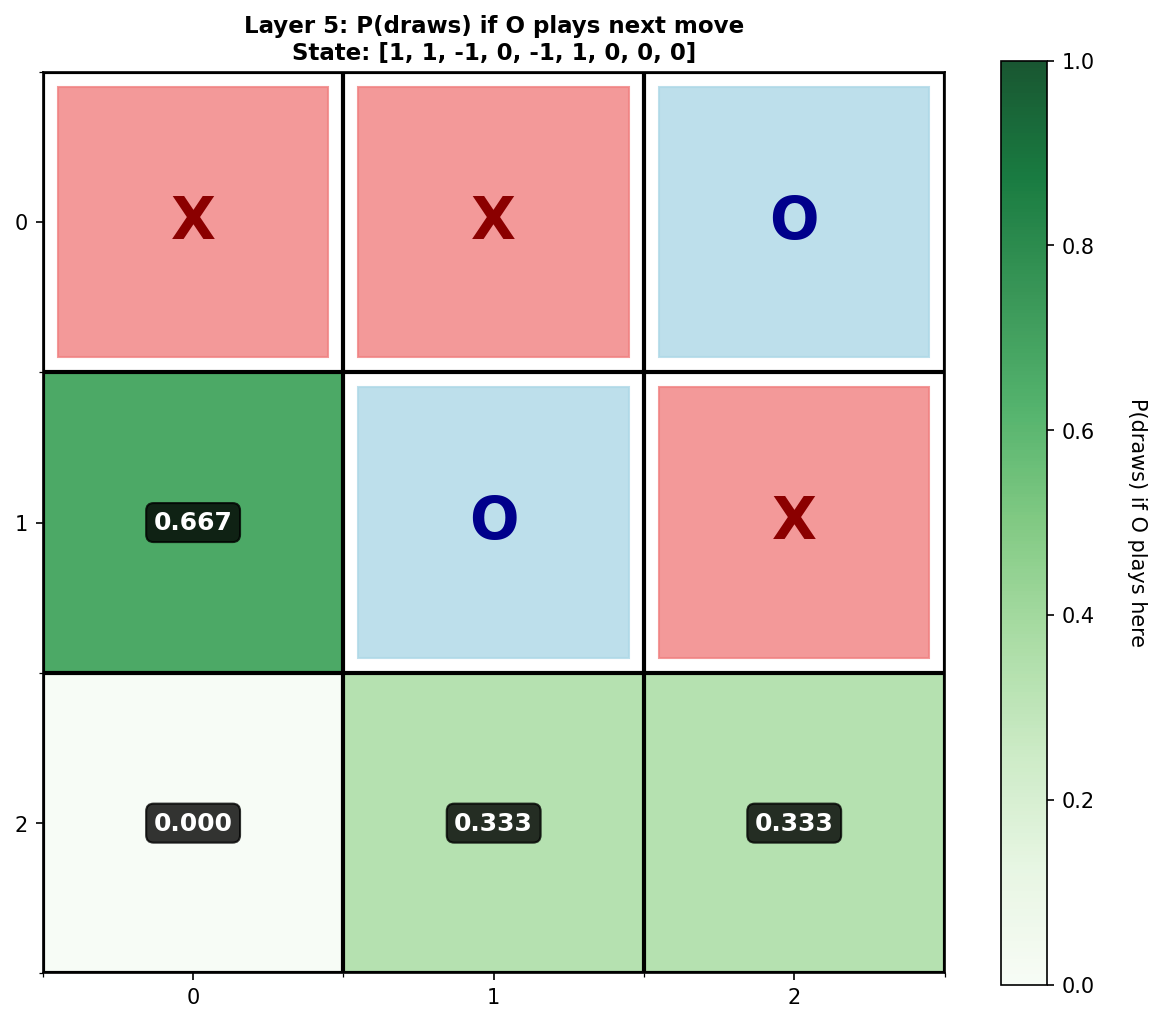 Layer 5: P(draws) if O plays next move
State: [1, 1, -1, 0, -1, 1, 0, 0, 0]
X
X
O
0.667
O
X
0.000
0.333
0.333
0
1
2
0
1
2
1.0
0.8
0.6
0.4
0.2
0.0
P(draws) if O plays here